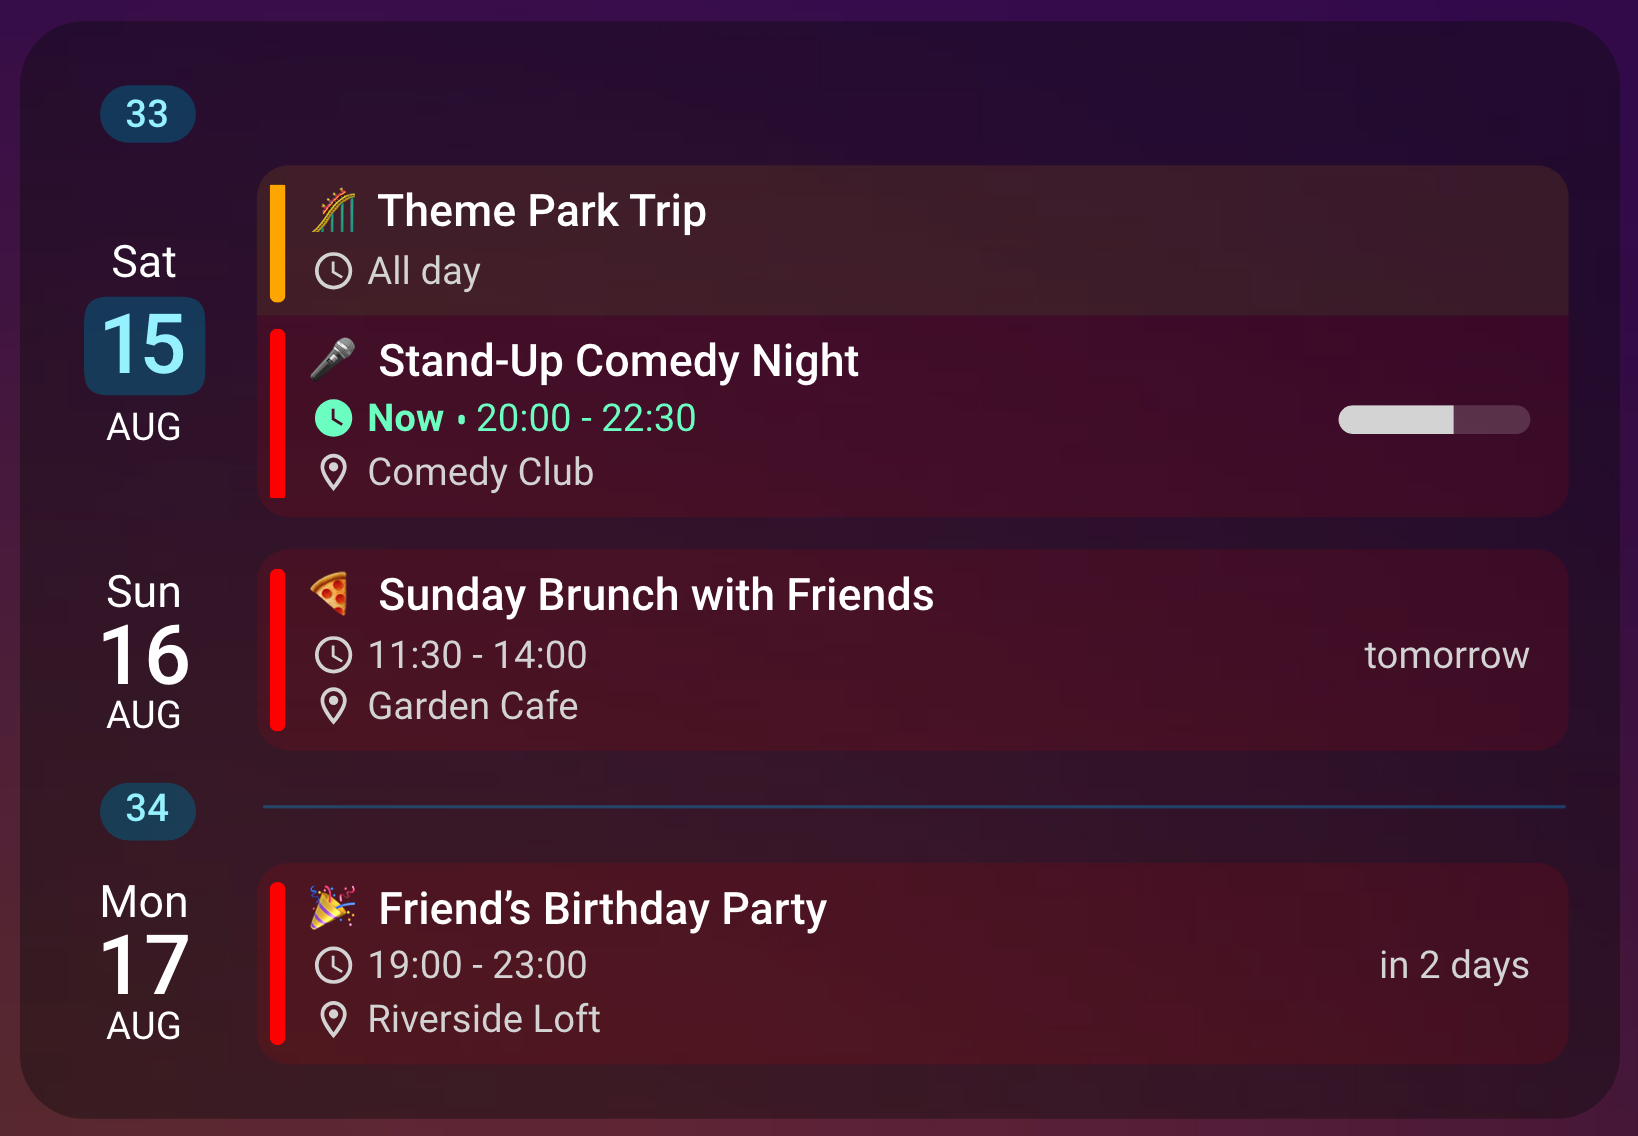 33
Sat
15
AUG
Theme Park Trip
All day
Stand-Up Comedy Night
Now • 20:00 - 22:30
Comedy Club
Sun
16
AUG
Sunday Brunch with Friends
11:30 - 14:00
tomorrow
Garden Cafe
34
Mon
17
AUG
Friend’s Birthday Party
19:00 - 23:00
in 2 days
Riverside Loft